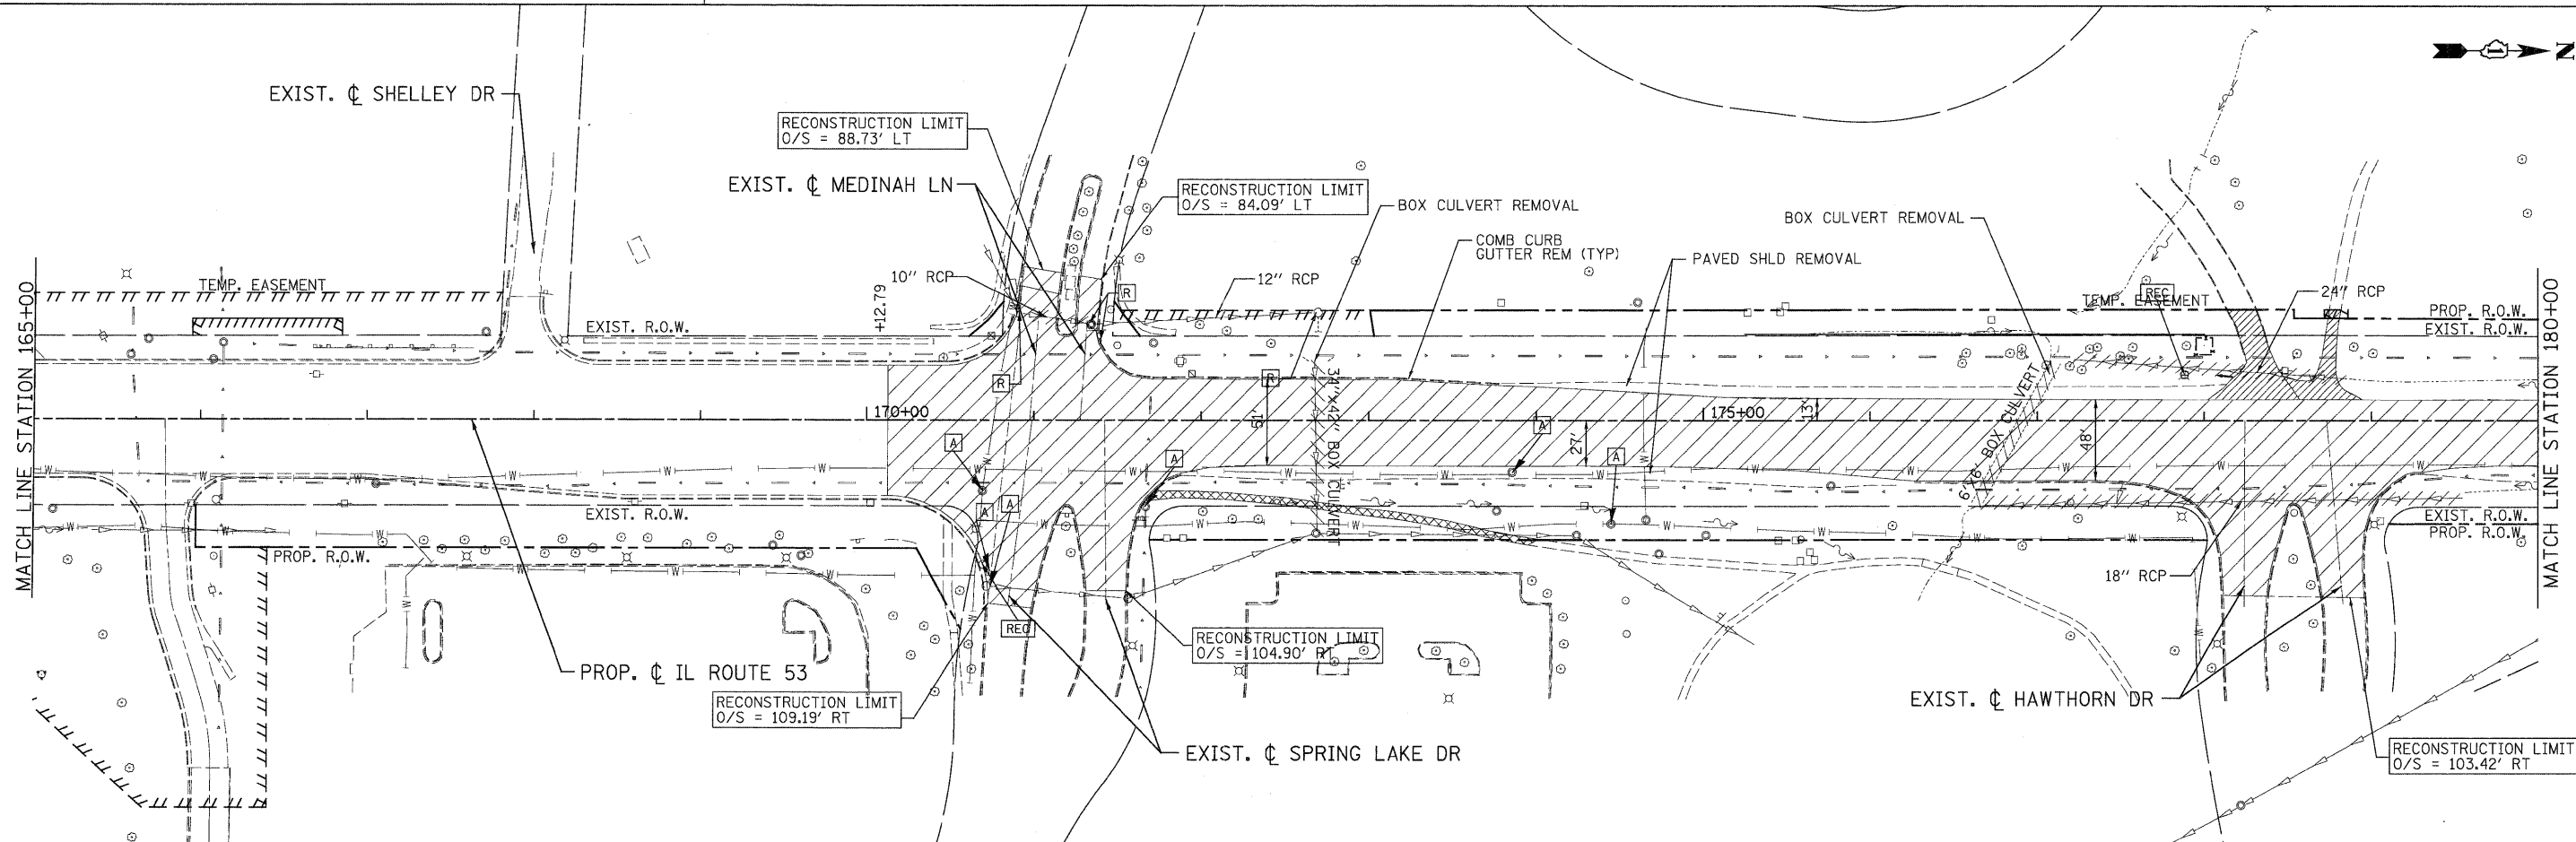 N
EXIST. ℄ SHELLEY DR
RECONSTRUCTION LIMIT
O/S = 88.73' LT
EXIST. ℄ MEDINAH LN
RECONSTRUCTION LIMIT
O/S = 84.09' LT
BOX CULVERT REMOVAL
BOX CULVERT REMOVAL
COMB CURB
GUTTER REM (TYP)
PAVED SHLD REMOVAL
10" RCP
12" RCP
24" RCP
TEMP. EASEMENT
TEMP. EASEMENT
REC
R
PROP. R.O.W.
EXIST. R.O.W.
EXIST. R.O.W.
+12.79
MATCH LINE STATION 165+00
MATCH LINE STATION 180+00
R
R
170+00
175+00
51'
27'
13'
48'
34"x42" BOX CULVERT
6'x6' BOX CULVERT
A
A
A
A
A
A
W
EXIST. R.O.W.
PROP. R.O.W.
EXIST. R.O.W.
PROP. R.O.W.
18" RCP
REC
RECONSTRUCTION LIMIT
O/S = 104.90' RT
PROP. ℄ IL ROUTE 53
RECONSTRUCTION LIMIT
O/S = 109.19' RT
EXIST. ℄ SPRING LAKE DR
EXIST. ℄ HAWTHORN DR
RECONSTRUCTION LIMIT
O/S = 103.42' RT